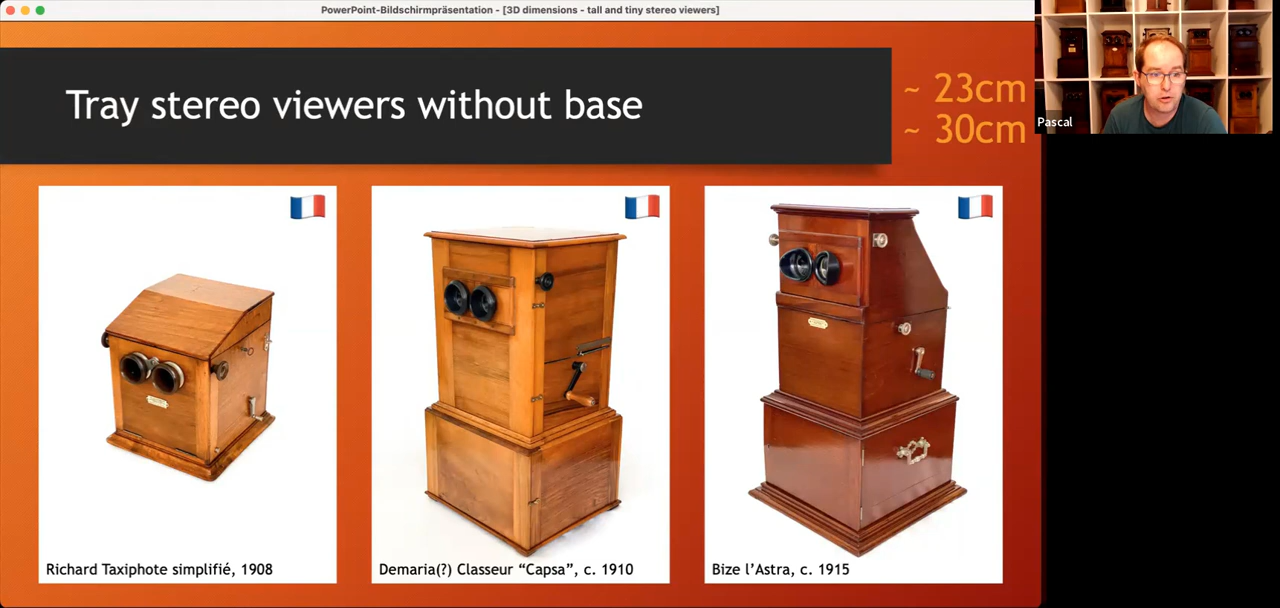 PowerPoint-Bildschirmpräsentation - [3D dimensions - tall and tiny stereo viewers]
Tray stereo viewers without base
~ 23cm
~ 30cm
Pascal
Richard Taxiphote simplifié, 1908
Demaria(?) Classeur “Capsa”, c. 1910
Bize l’Astra, c. 1915